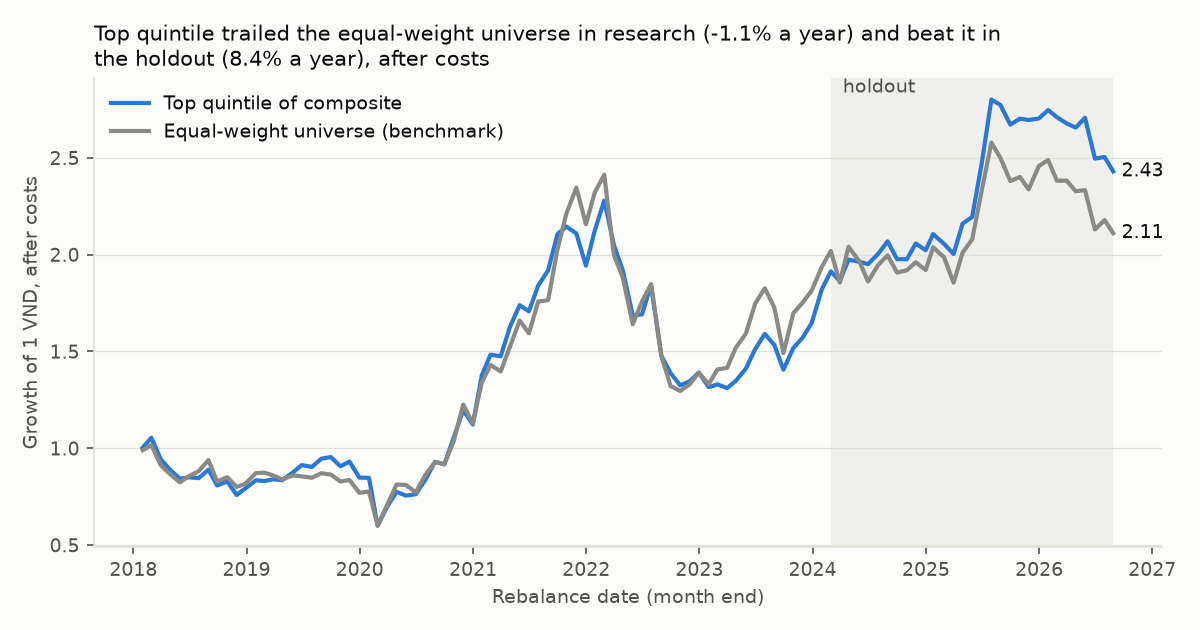 Top quintile trailed the equal-weight universe in research (-1.1% a year) and beat it in
the holdout (8.4% a year), after costs
holdout
Top quintile of composite
Equal-weight universe (benchmark)
Growth of 1 VND, after costs
2.5
2.0
1.5
1.0
0.5
2.43
2.11
2018
2019
2020
2021
2022
2023
2024
2025
2026
2027
Rebalance date (month end)